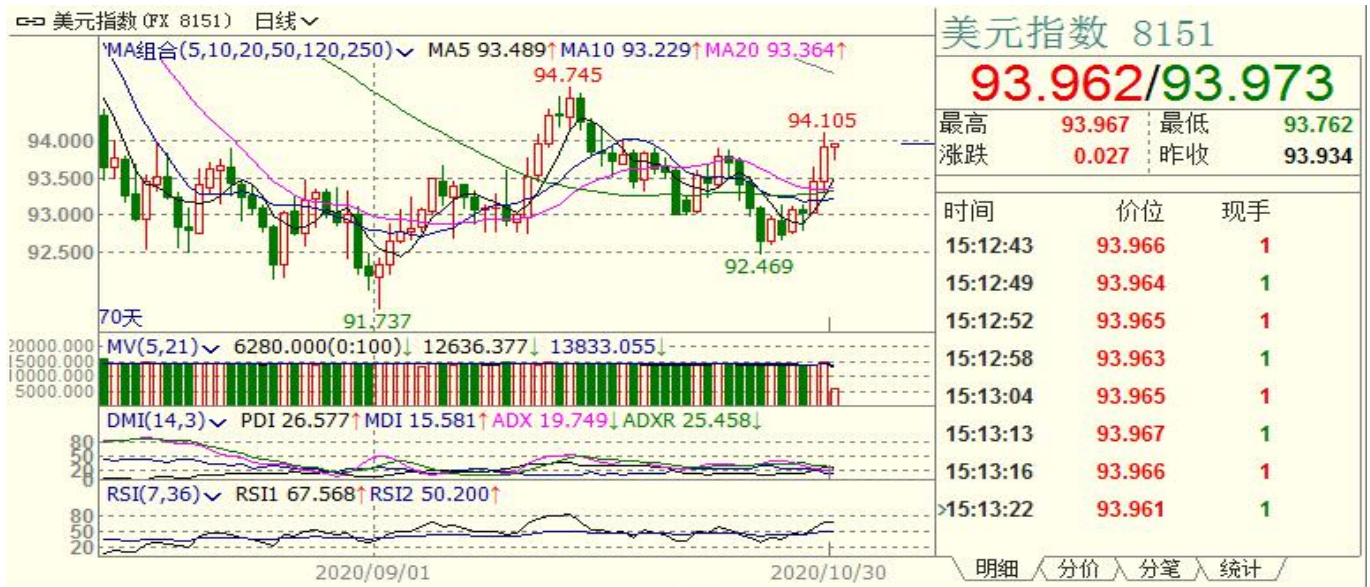 美元指数(FX 8151) 日线
MA组合(5,10,20,50,120,250) MA5 93.489↑MA10 93.229↑MA20 93.364↑
94.745
94.105
94.000
93.500
93.000
92.500
92.469
91.737
70天
MV(5,21) 6280.000(0:100)↓ 12636.377↓ 13833.055↓
20000.000
15000.000
10000.000
5000.000
DMI(14,3) PDI 26.577↑MDI 15.581↑ADX 19.749↓ADXR 25.458↓
80
50
20
0
RSI(7,36) RSI1 67.568↑RSI2 50.200↑
80
50
20
2020/09/01 2020/10/30
美元指数 8151
93.962/93.973
最高 93.967 最低 93.762
涨跌 0.027 昨收 93.934
时间 价位 现手
15:12:43 93.966 1
15:12:49 93.964 1
15:12:52 93.965 1
15:12:58 93.963 1
15:13:04 93.965 1
15:13:13 93.967 1
15:13:16 93.966 1
>15:13:22 93.961 1
明细 分价 分笔 统计